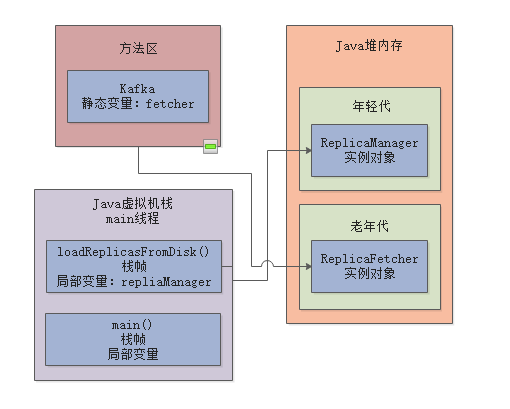 方法区
Kafka
静态变量: fetcher
Java虚拟机栈
main线程
loadReplicasFromDisk()
栈帧
局部变量: repliaManager
main()
栈帧
局部变量
Java堆内存
年轻代
ReplicaManager
实例对象
老年代
ReplicaFetcher
实例对象